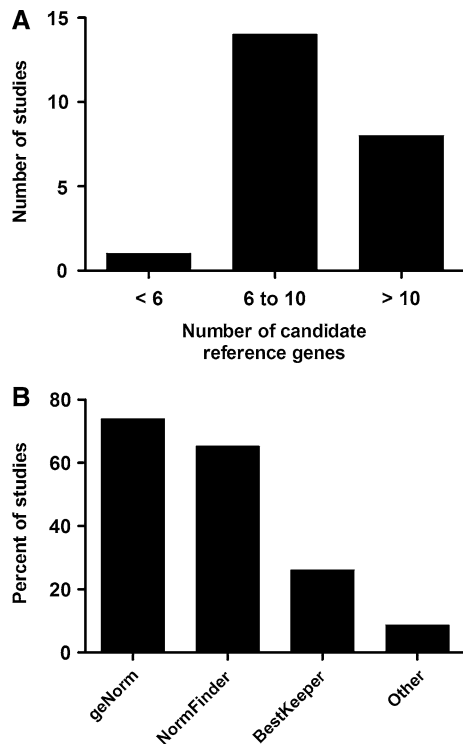 A
Number of studies
15
10
5
0
< 6
6 to 10
> 10
Number of candidate
reference genes
B
Percent of studies
80
60
40
20
0
geNorm
NormFinder
BestKeeper
Other